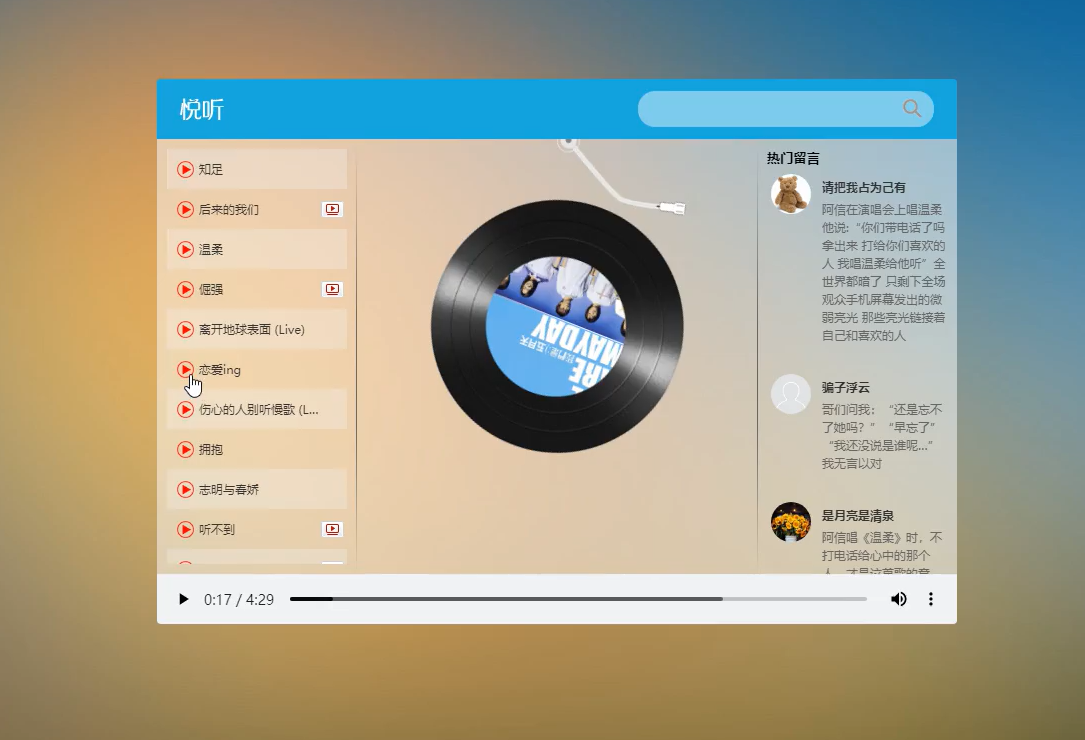 悦听
知足
后来的我们
温柔
倔强
离开地球表面 (Live)
恋爱ing
伤心的人别听慢歌 (L...
拥抱
志明与春娇
听不到
MAYDAY
热门留言
请把我占为己有
阿信在演唱会上唱温柔
他说:“你们带电话了吗
拿出来 打给你们喜欢的
人 我唱温柔给他听”全
世界都暗了 只剩下全场
观众手机屏幕发出的微
弱亮光 那些亮光链接着
自己和喜欢的人
骗子浮云
哥们问我：“还是忘不
了她吗？”“早忘了”
“我还没说是谁呢...”
我无言以对
是月亮是清泉
阿信唱《温柔》时，不
打电话给心中的那个
0:17 / 4:29